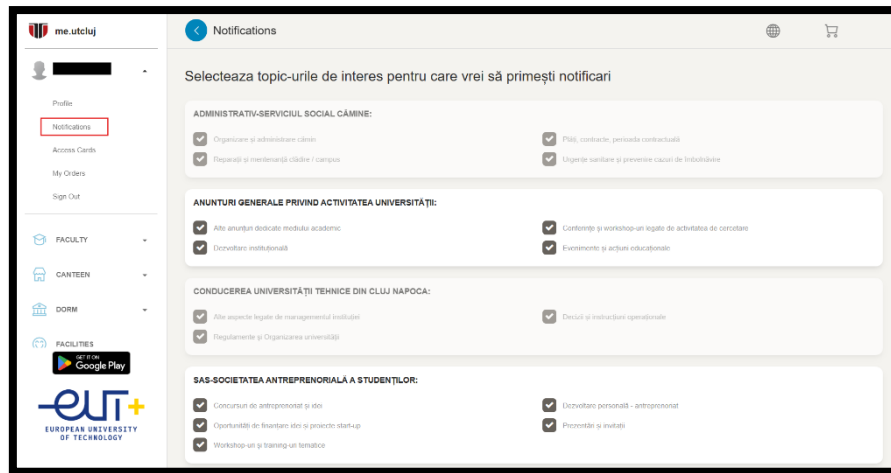 me.utcluj
Notifications
Profile
Notifications
Access Cards
My Orders
Sign Out
FACULTY
CANTEEN
DORM
FACILITIES
GET IT ON
Google Play
EUT+
EUROPEAN UNIVERSITY
OF TECHNOLOGY
Selecteaza topic-urile de interes pentru care vrei să primești notificari
ADMINISTRATIV-SERVICIUL SOCIAL CĂMINE:
Organizare și administrare cămin
Plăți, contracte, perioada contractuală
Reparații și mentenanță clădire / campus
Urgențe sanitare și prevenire cazuri de îmbolnăvire
ANUNTURI GENERALE PRIVIND ACTIVITATEA UNIVERSITĂȚII:
Alte anunțuri dedicate mediului academic
Conferințe și workshop-uri legate de activitatea de cercetare
Dezvoltare instituțională
Evenimente și acțiuni educaționale
CONDUCEREA UNIVERSITĂȚII TEHNICE DIN CLUJ NAPOCA:
Alte aspecte legate de managementul instituției
Decizii și instrucțiuni operaționale
Regulamente și Organizarea universității
SAS-SOCIETATEA ANTREPRENORIALĂ A STUDENȚILOR:
Concursuri de antreprenoriat și idei
Dezvoltare personală - antreprenoriat
Oportunități de finanțare idei și proiecte start-up
Prezentări și invitații
Workshop-uri și training-uri tematice